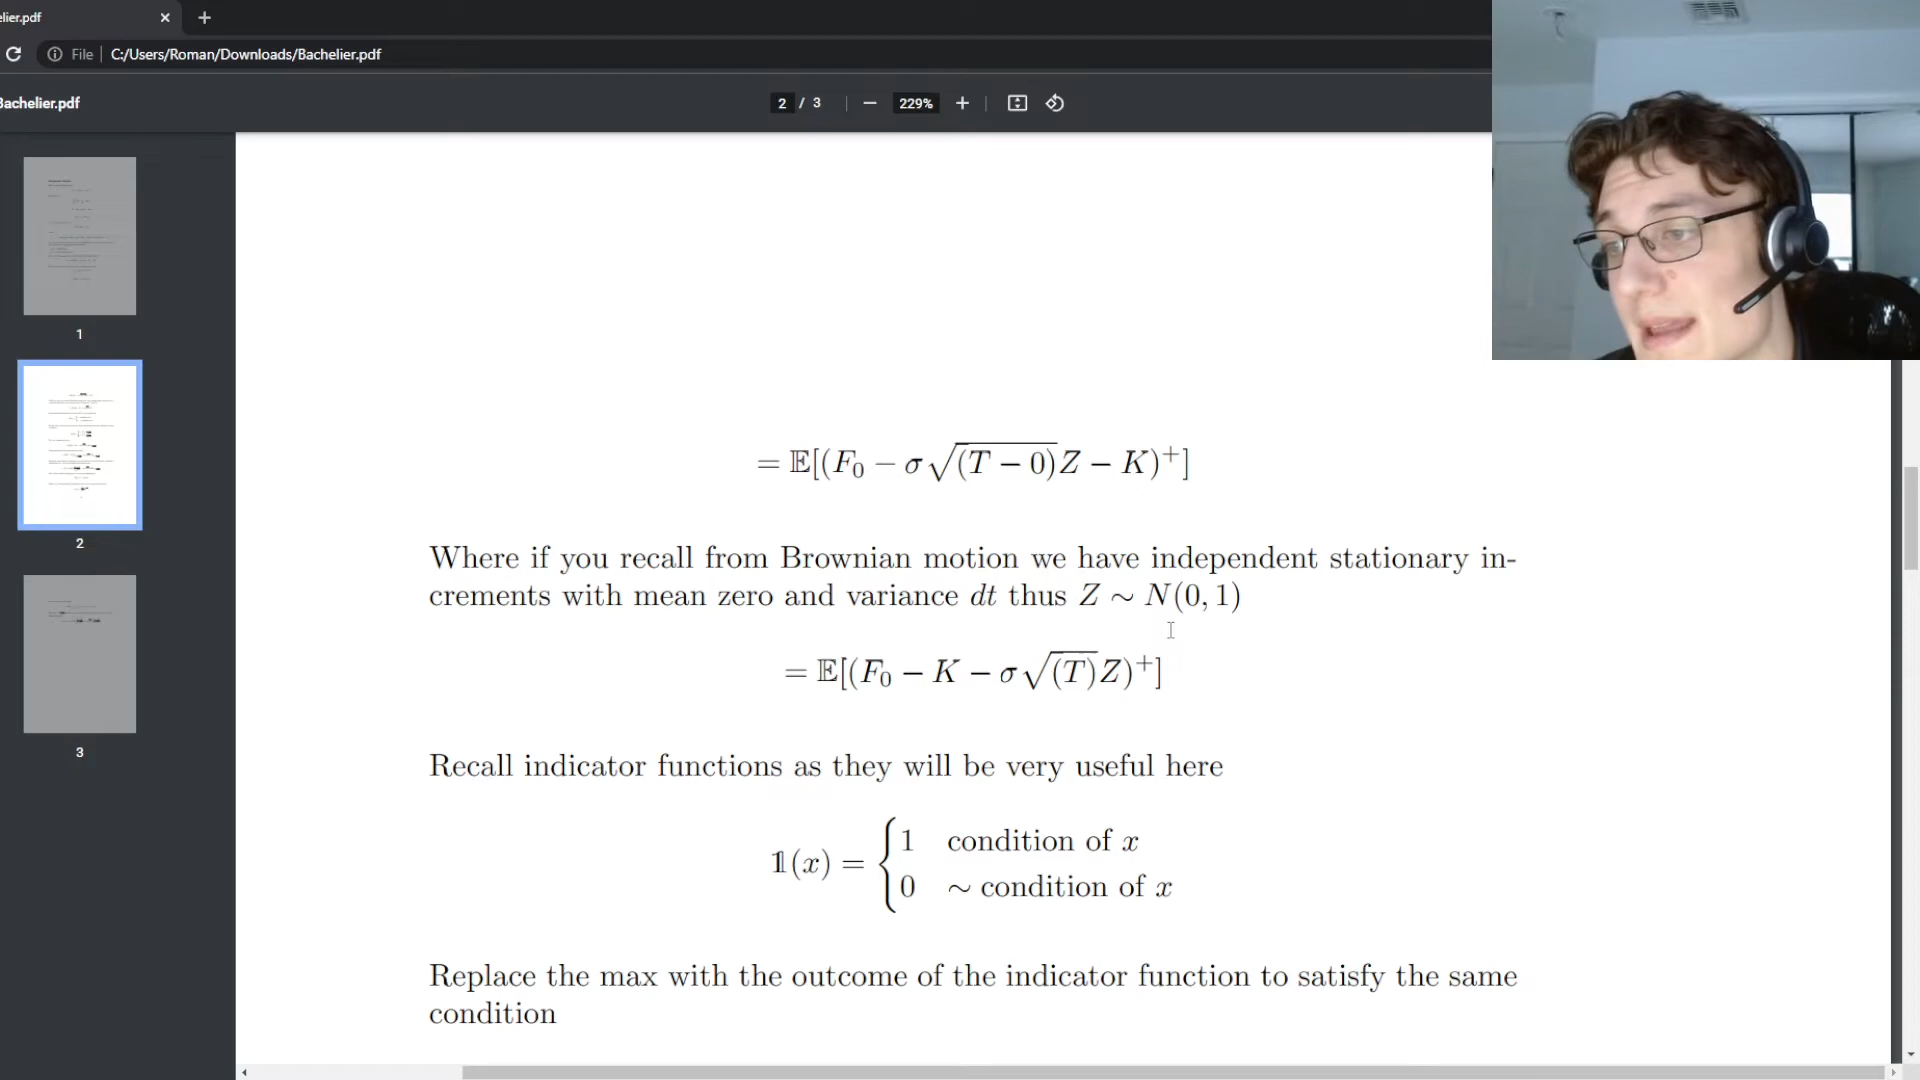 elier.pdf
File
C:/Users/Roman/Downloads/Bachelier.pdf
Bachelier.pdf
2 / 3
229%
1
2
3
= 𝔼[(F₀ − σ√(T − 0)Z − K)⁺]
Where if you recall from Brownian motion we have independent stationary in-
crements with mean zero and variance dt thus Z ∼ N(0, 1)
= 𝔼[(F₀ − K − σ√(T)Z)⁺]
Recall indicator functions as they will be very useful here
𝟙(x) = { 1 condition of x
0 ∼ condition of x
Replace the max with the outcome of the indicator function to satisfy the same
condition